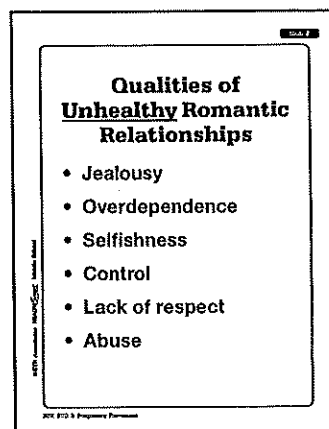 Qualities of
Unhealthy Romantic
Relationships
• Jealousy
• Overdependence
• Selfishness
• Control
• Lack of respect
• Abuse